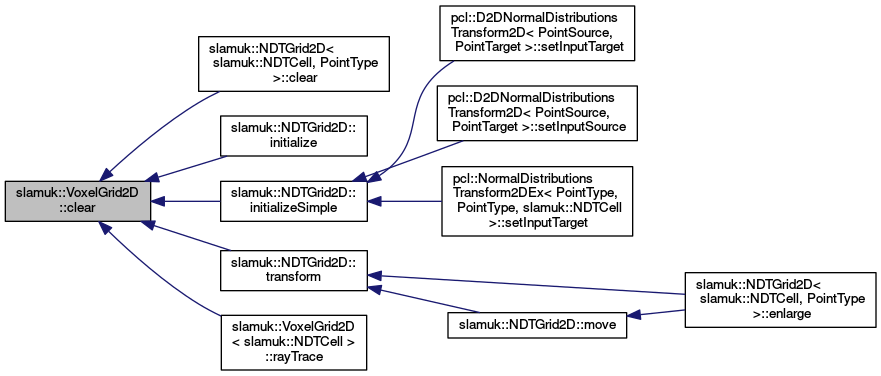 pcl::D2DNormalDistributions
Transform2D< PointSource,
PointTarget >::setInputTarget
slamuk::NDTGrid2D<
slamuk::NDTCell, PointType
>::clear
pcl::D2DNormalDistributions
Transform2D< PointSource,
PointTarget >::setInputSource
slamuk::NDTGrid2D::
initialize
slamuk::VoxelGrid2D
::clear
slamuk::NDTGrid2D::
initializeSimple
pcl::NormalDistributions
Transform2DEx< PointType,
PointType, slamuk::NDTCell
>::setInputTarget
slamuk::NDTGrid2D::
transform
slamuk::NDTGrid2D<
slamuk::NDTCell, PointType
>::enlarge
slamuk::NDTGrid2D::move
slamuk::VoxelGrid2D
< slamuk::NDTCell >
::rayTrace